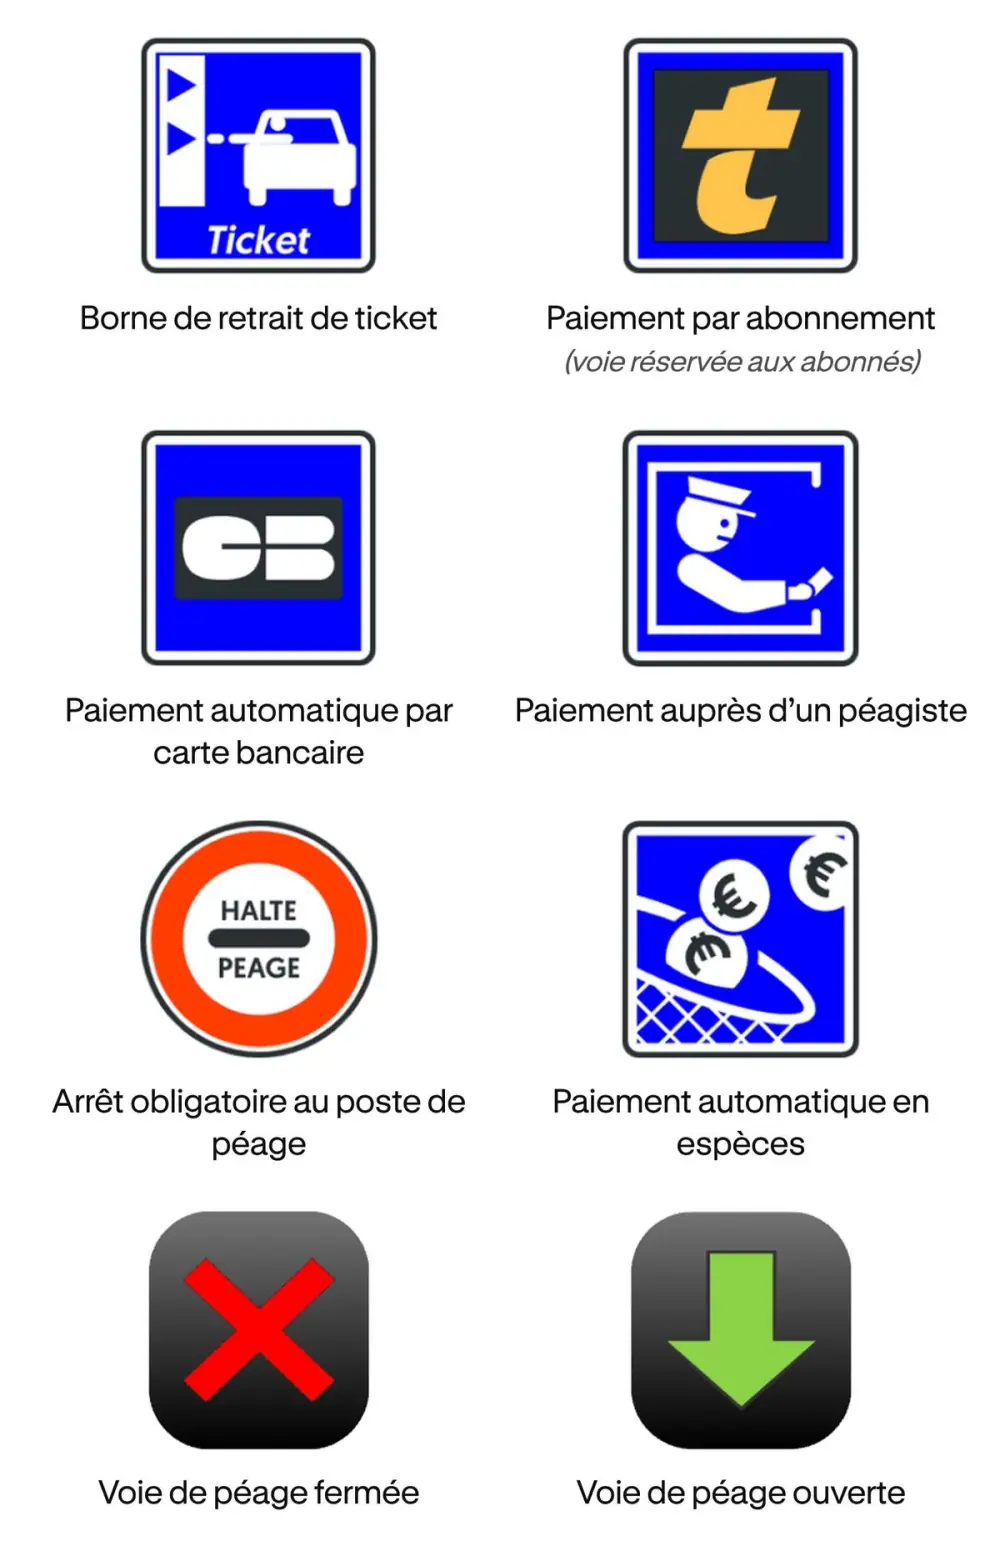 Ticket
Borne de retrait de ticket
t
Paiement par abonnement
(voie réservée aux abonnés)
CB
Paiement automatique par
carte bancaire
Paiement auprès d’un péagiste
HALTE
PEAGE
Arrêt obligatoire au poste de
péage
€
€
€
Paiement automatique en
espèces
Voie de péage fermée
Voie de péage ouverte